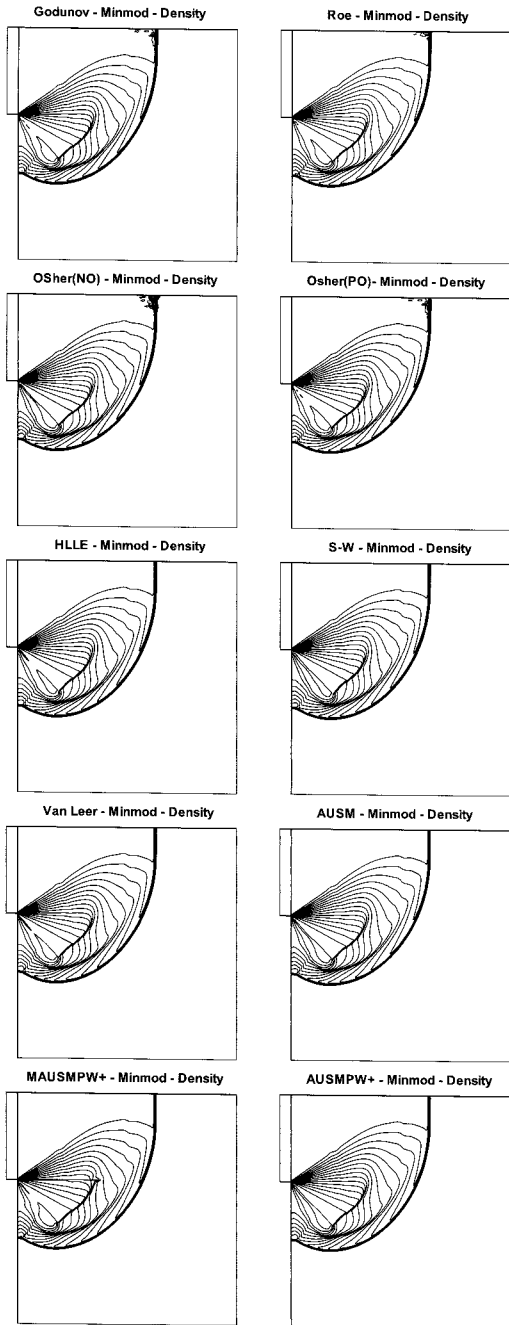 Godunov - Minmod - Density
Roe - Minmod - Density
OSher(NO) - Minmod - Density
Osher(PO)- Minmod - Density
HLLE - Minmod - Density
S-W - Minmod - Density
Van Leer - Minmod - Density
AUSM - Minmod - Density
MAUSMPW+ - Minmod - Density
AUSMPW+ - Minmod - Density